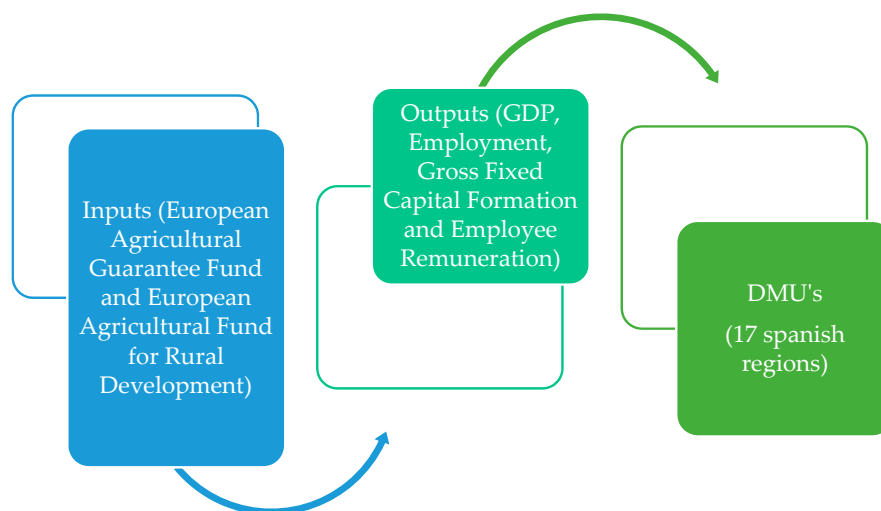 Inputs (European
Agricultural
Guarantee Fund
and European
Agricultural Fund
for Rural
Development)
Outputs (GDP,
Employment,
Gross Fixed
Capital Formation
and Employee
Remuneration)
DMU's
(17 spanish
regions)